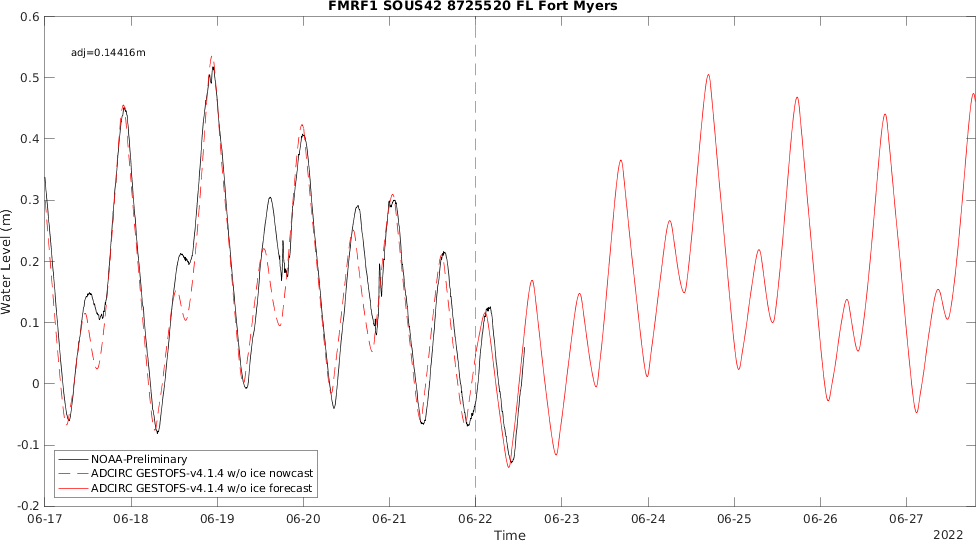 FMRF1 SOUS42 8725520 FL Fort Myers
0.6
adj=0.14416m
0.5
0.4
0.3
0.2
0.1
0
-0.1
-0.2
Water Level (m)
NOAA-Preliminary
ADCIRC GESTOFS-v4.1.4 w/o ice nowcast
ADCIRC GESTOFS-v4.1.4 w/o ice forecast
06-17 06-18 06-19 06-20 06-21 06-22 06-23 06-24 06-25 06-26 06-27
Time
2022